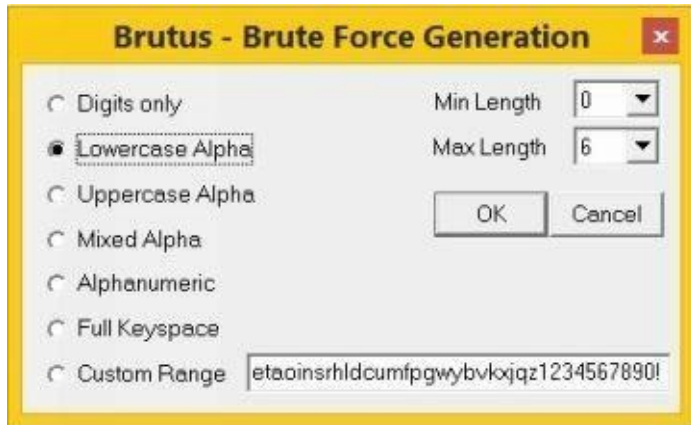 Brutus - Brute Force Generation
Digits only
Min Length 0
Lowercase Alpha
Max Length 6
Uppercase Alpha
OK Cancel
Mixed Alpha
Alphanumeric
Full Keyspace
Custom Range etaoinsrhldcumfpgwybvkxjqz1234567890!